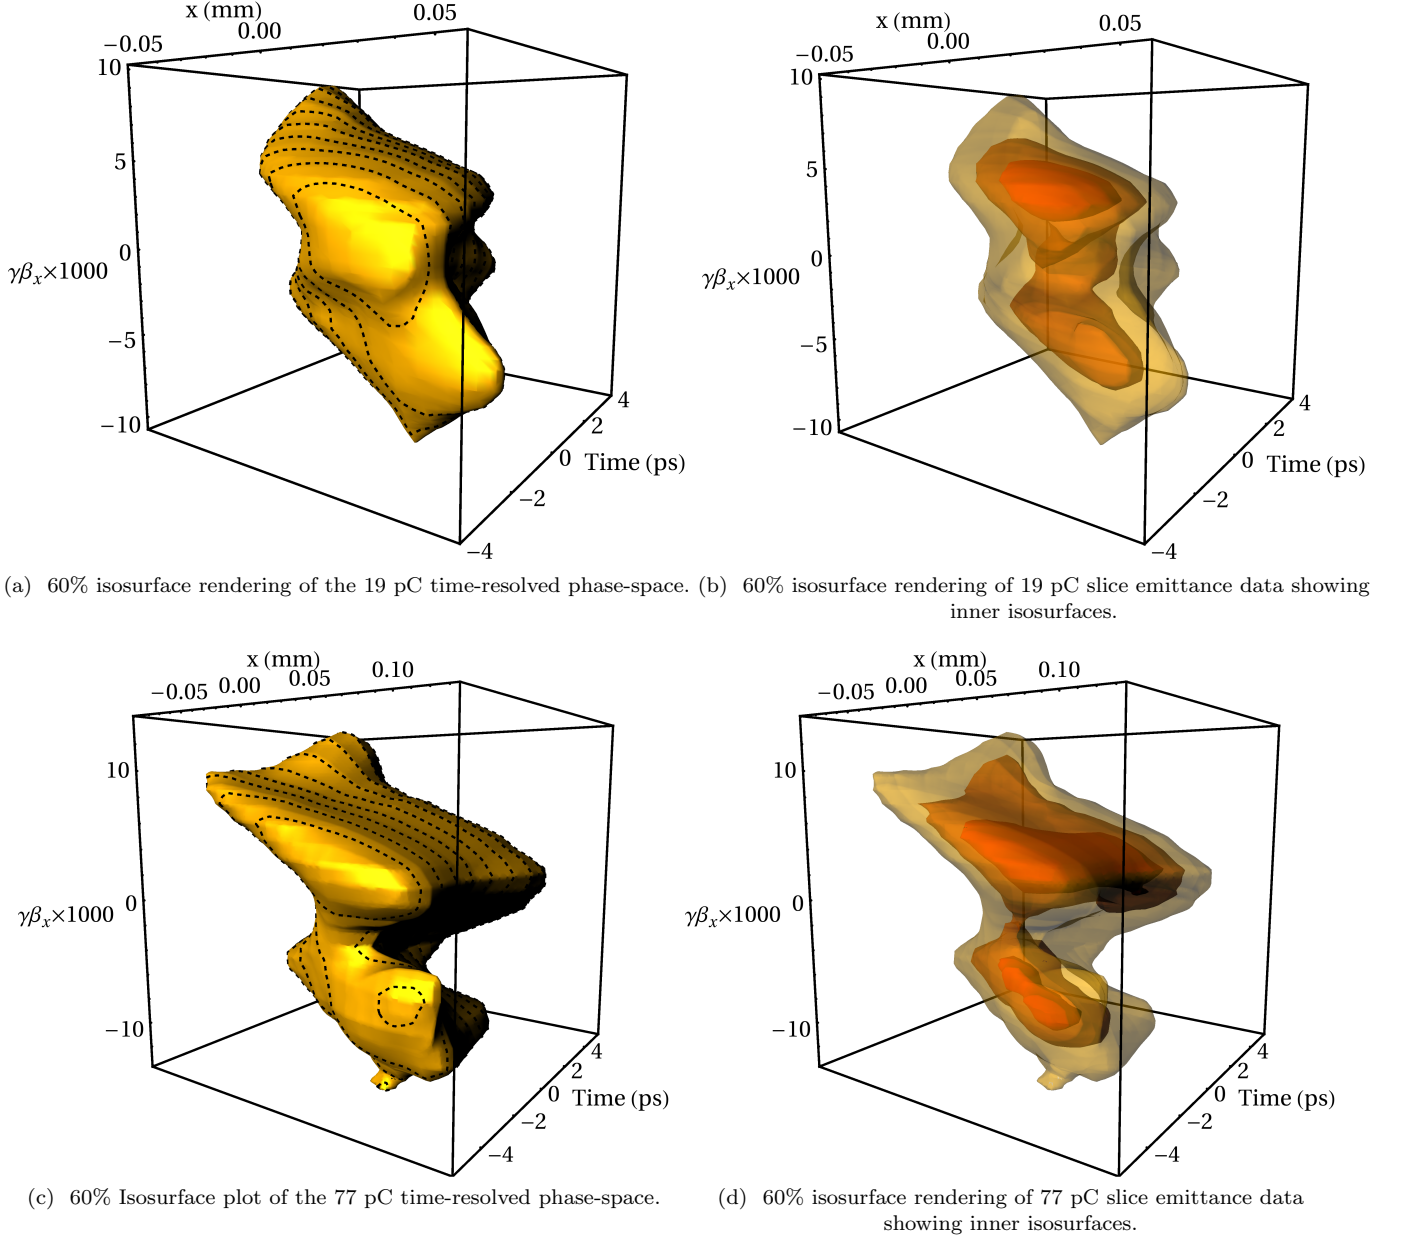 x (mm)
−0.05 0.00 0.05
10
5
0
γβx×1000
−5
−10
4
2
0 Time (ps)
−2
−4
(a) 60% isosurface rendering of the 19 pC time-resolved phase-space.
x (mm)
−0.05 0.00 0.05
10
5
0
γβx×1000
−5
−10
4
2
0 Time (ps)
−2
−4
(b) 60% isosurface rendering of 19 pC slice emittance data showing
inner isosurfaces.
x (mm)
−0.05 0.00 0.05 0.10
10
γβx×1000 0
−10
4
2
0 Time (ps)
−2
−4
(c) 60% Isosurface plot of the 77 pC time-resolved phase-space.
x (mm)
−0.05 0.00 0.05 0.10
10
γβx×1000 0
−10
4
2
0 Time (ps)
−2
−4
(d) 60% isosurface rendering of 77 pC slice emittance data
showing inner isosurfaces.